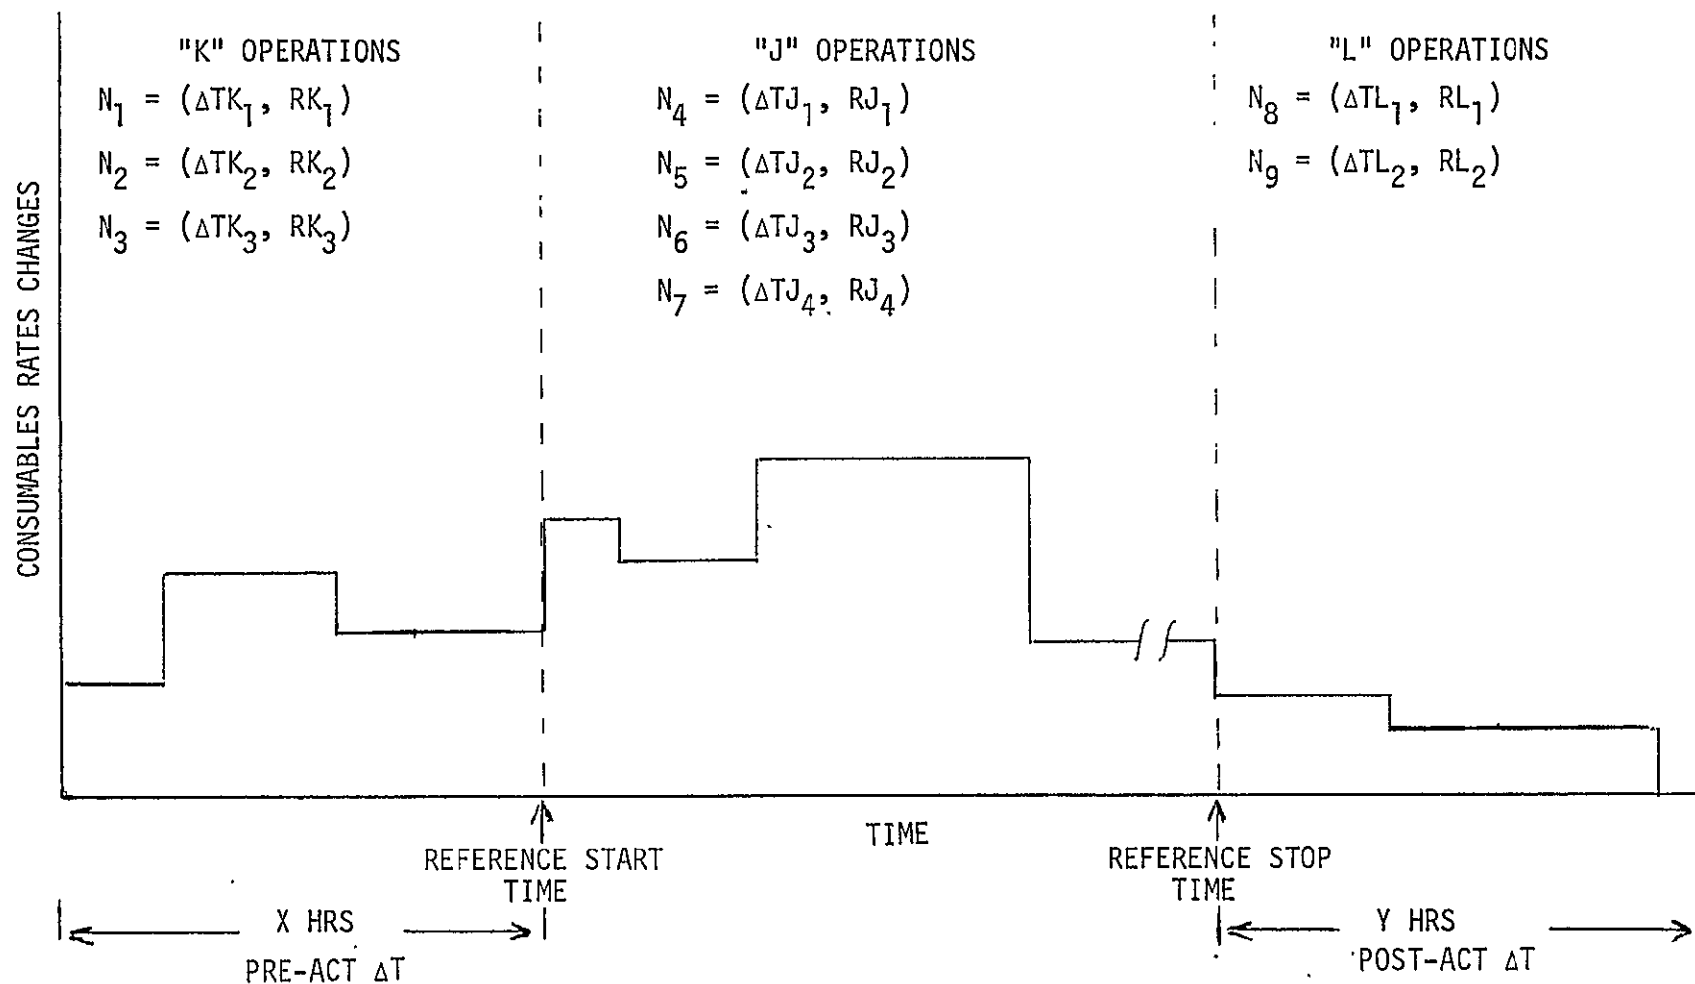 "K" OPERATIONS
N₁ = (ΔTK₁, RK₁)
N₂ = (ΔTK₂, RK₂)
N₃ = (ΔTK₃, RK₃)
"J" OPERATIONS
N₄ = (ΔTJ₁, RJ₁)
N₅ = (ΔTJ₂, RJ₂)
N₆ = (ΔTJ₃, RJ₃)
N₇ = (ΔTJ₄, RJ₄)
"L" OPERATIONS
N₈ = (ΔTL₁, RL₁)
N₉ = (ΔTL₂, RL₂)
CONSUMABLES RATES CHANGES
TIME
REFERENCE START
TIME
REFERENCE STOP
TIME
X HRS
PRE-ACT ΔT
Y HRS
POST-ACT ΔT